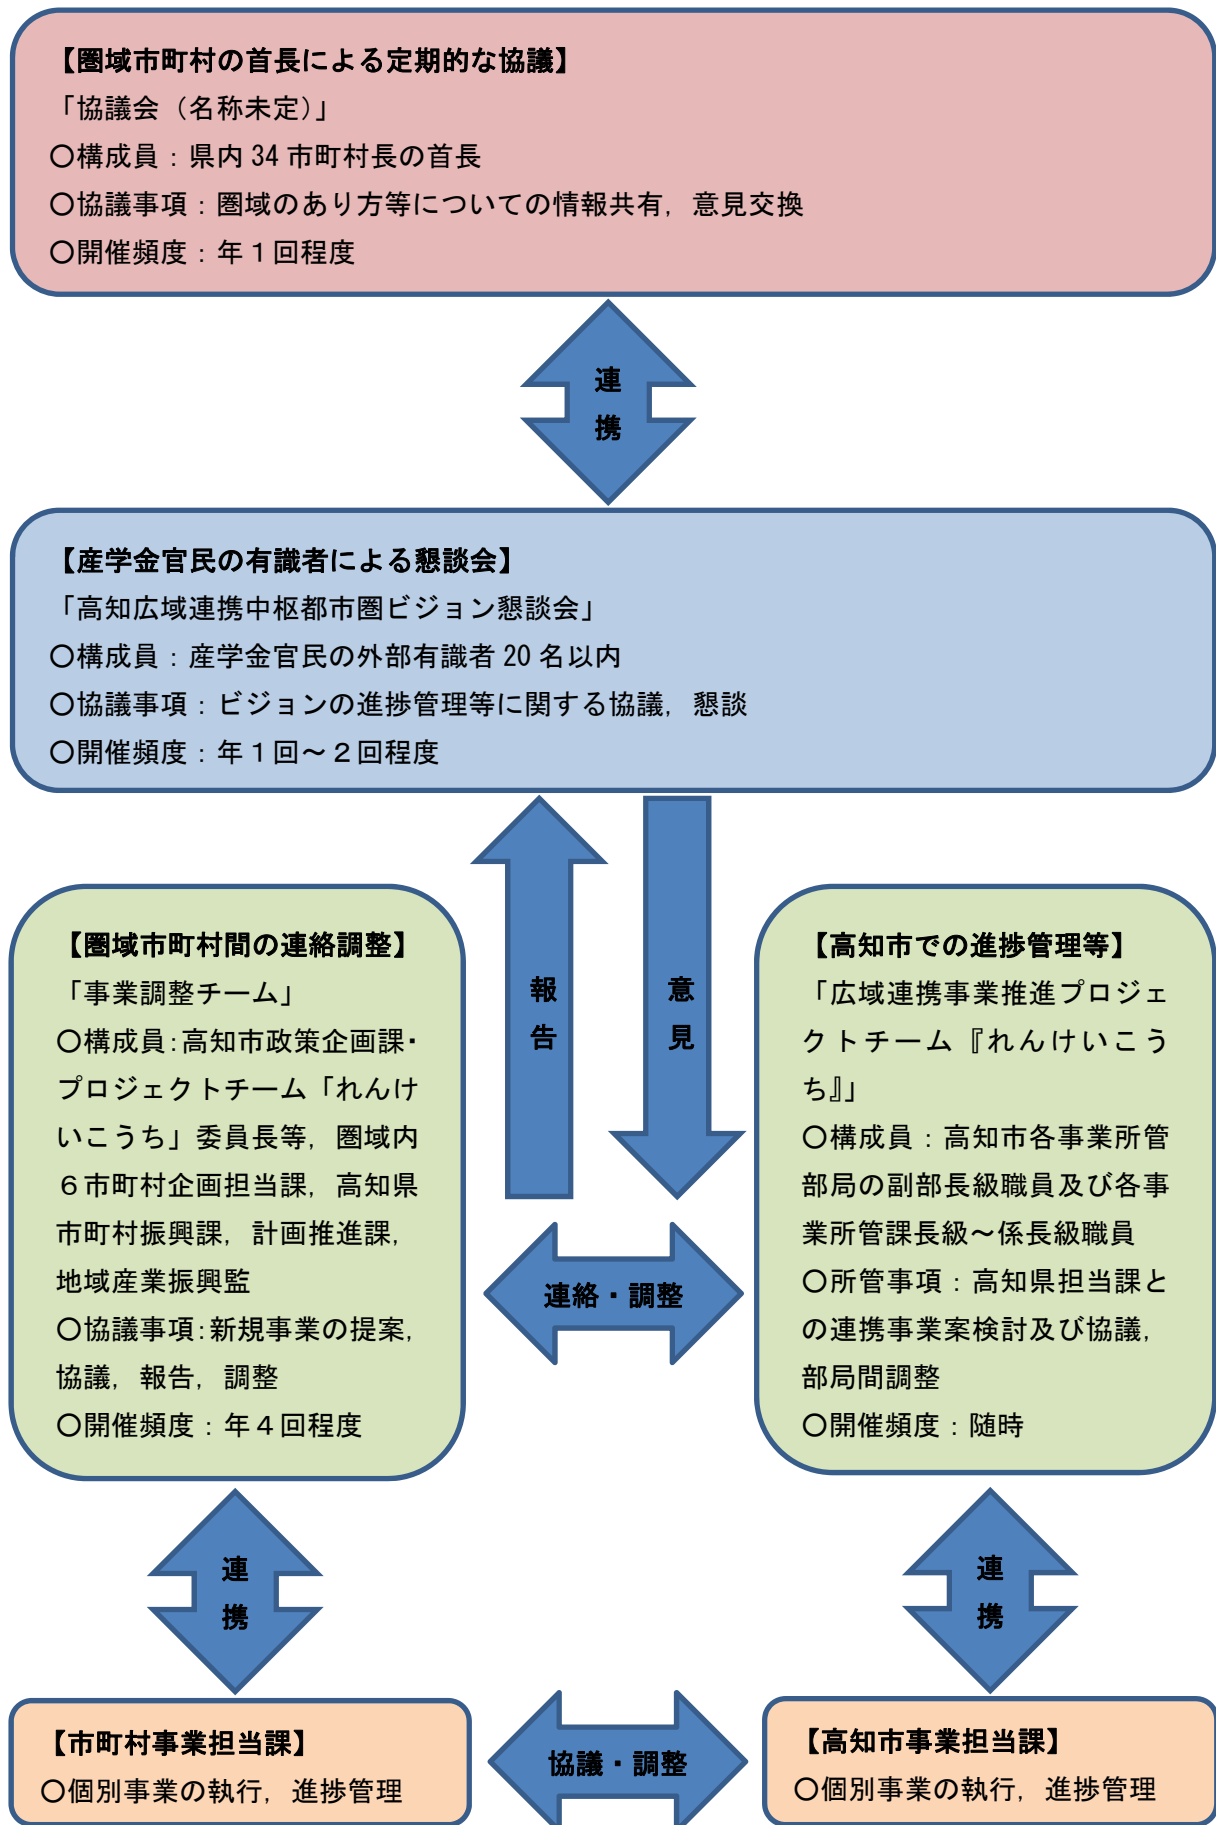 【圏域市町村の首長による定期的な協議】
「協議会（名称未定）」
〇構成員：県内 34 市町村長の首長
〇協議事項：圏域のあり方等についての情報共有，意見交換
〇開催頻度：年１回程度
連
携
【産学金官民の有識者による懇談会】
「高知広域連携中枢都市圏ビジョン懇談会」
〇構成員：産学金官民の外部有識者 20 名以内
〇協議事項：ビジョンの進捗管理等に関する協議，懇談
〇開催頻度：年１回～２回程度
報
告
意
見
【圏域市町村間の連絡調整】
「事業調整チーム」
〇構成員：高知市政策企画課・
プロジェクトチーム「れんけ
いこうち」委員長等，圏域内
６市町村企画担当課，高知県
市町村振興課，計画推進課，
地域産業振興監
〇協議事項：新規事業の提案，
協議，報告，調整
〇開催頻度：年４回程度
連絡・調整
【高知市での進捗管理等】
「広域連携事業推進プロジェ
クトチーム『れんけいこう
ち』」
〇構成員：高知市各事業所管
部局の副部長級職員及び各事
業所管課長級～係長級職員
〇所管事項：高知県担当課と
の連携事業案検討及び協議，
部局間調整
〇開催頻度：随時
連
携
連
携
【市町村事業担当課】
〇個別事業の執行，進捗管理
協議・調整
【高知市事業担当課】
〇個別事業の執行，進捗管理